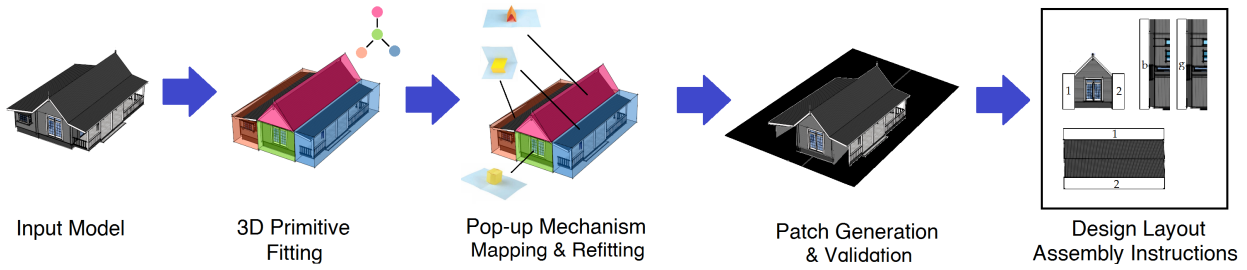 b
g
1
2
1
2
Input Model
3D Primitive
Fitting
Pop-up Mechanism
Mapping & Refitting
Patch Generation
& Validation
Design Layout
Assembly Instructions